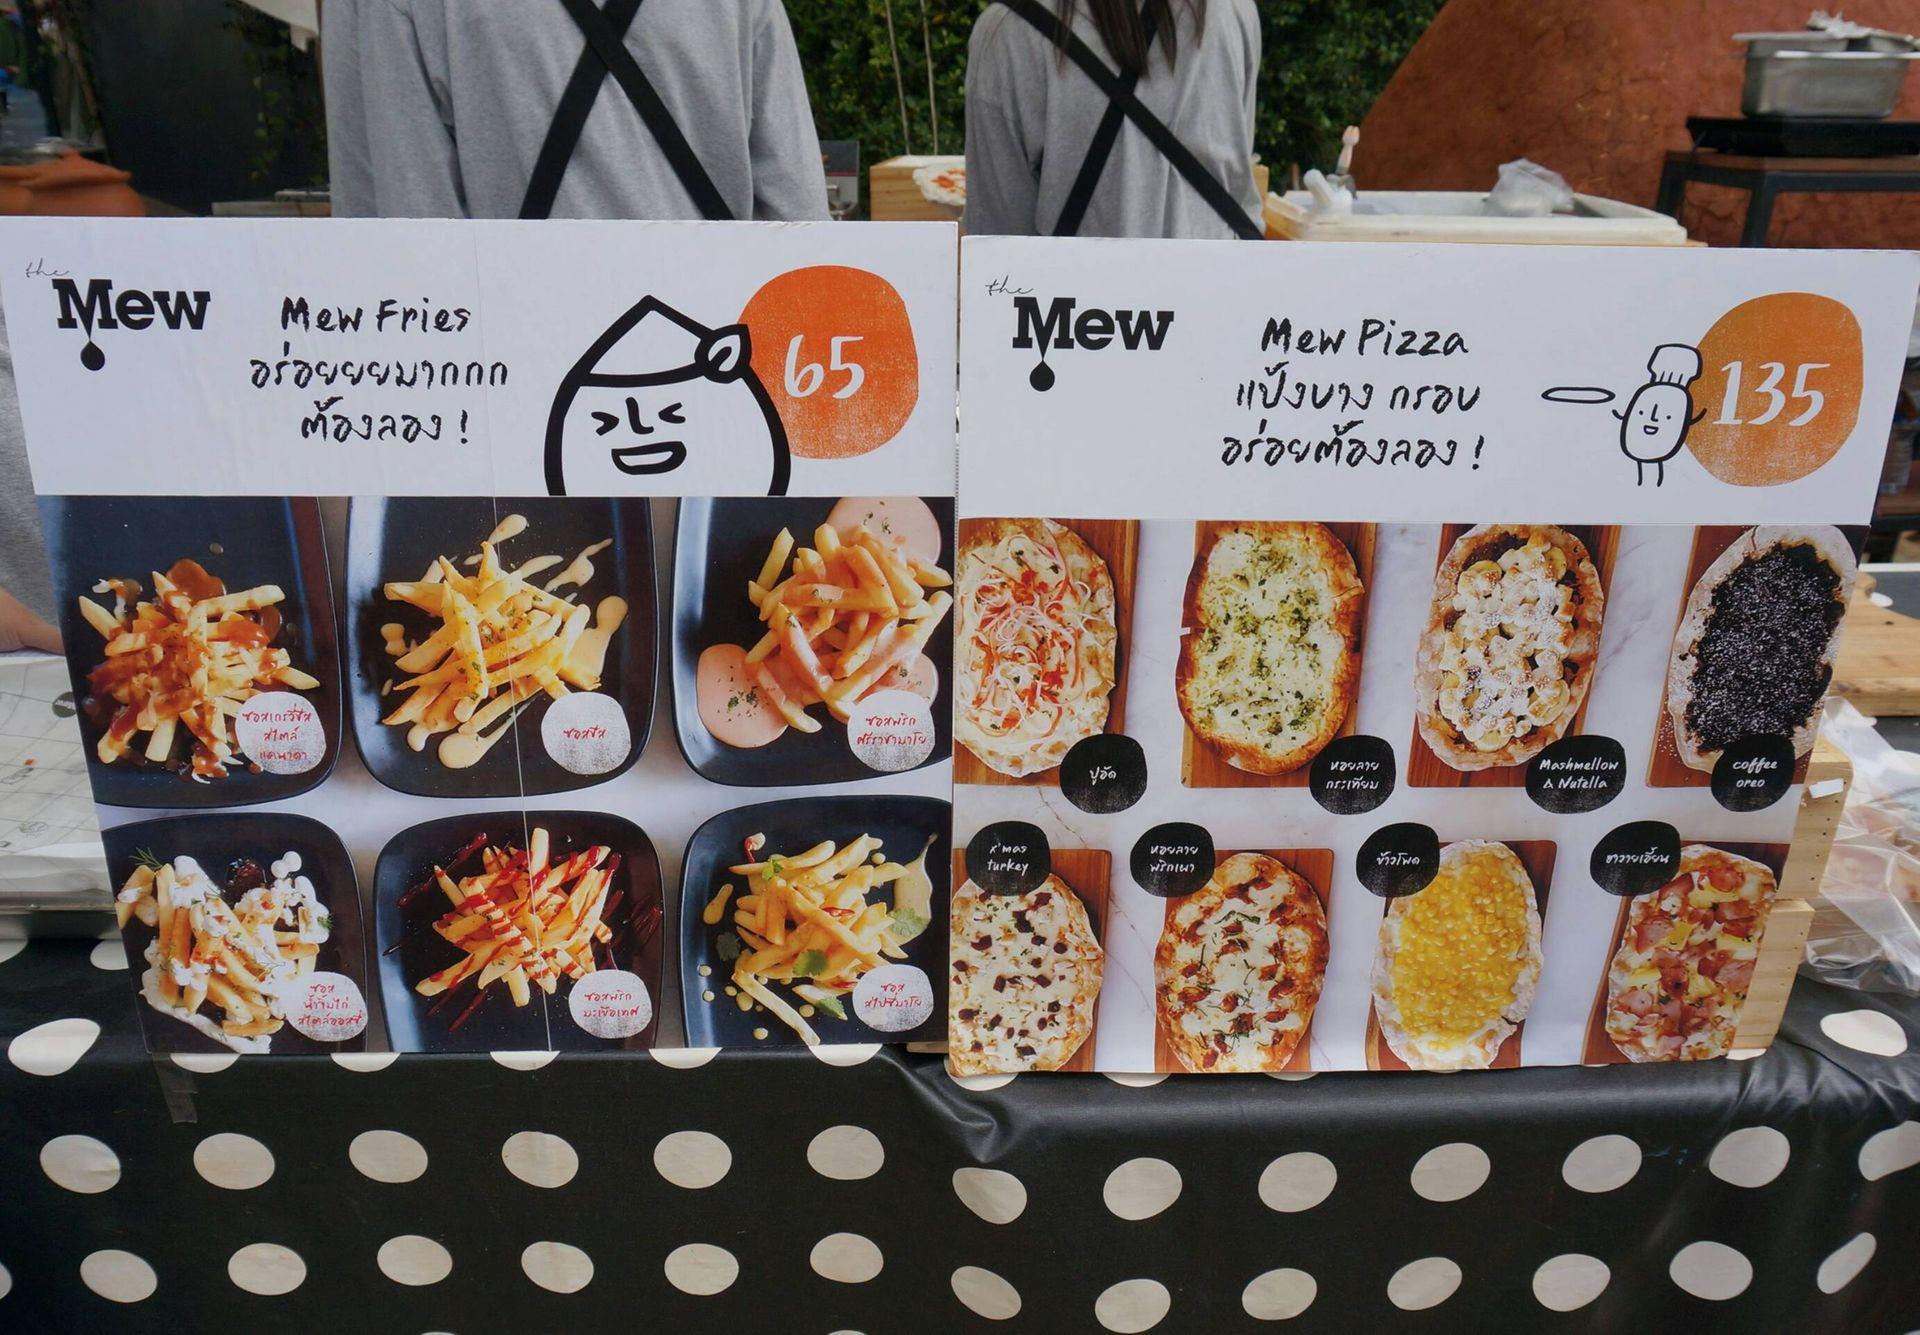 the
Mew
Mew Fries
อร่อยยยมากกก
ต้องลอง !
65
ซอสเกรวี่ชีส
สไตล์
แคนาดา
ซอสชีส
ซอสพริก
ศรีราชามาโย
ซอส
น้ำจิ้มไก่
สไตล์ออสซี่
ซอสพริก
มะเขือเทศ
ซอส
สไปซี่มาโย
the
Mew
Mew Pizza
แป้งบาง กรอบ
อร่อยต้องลอง !
135
ปูอัด
หอยลาย
กระเทียม
Mashmellow
& Nutella
coffee
oreo
x'mas
turkey
หอยลาย
พริกเผา
ข้าวโพด
ฮาวายเอี้ยน